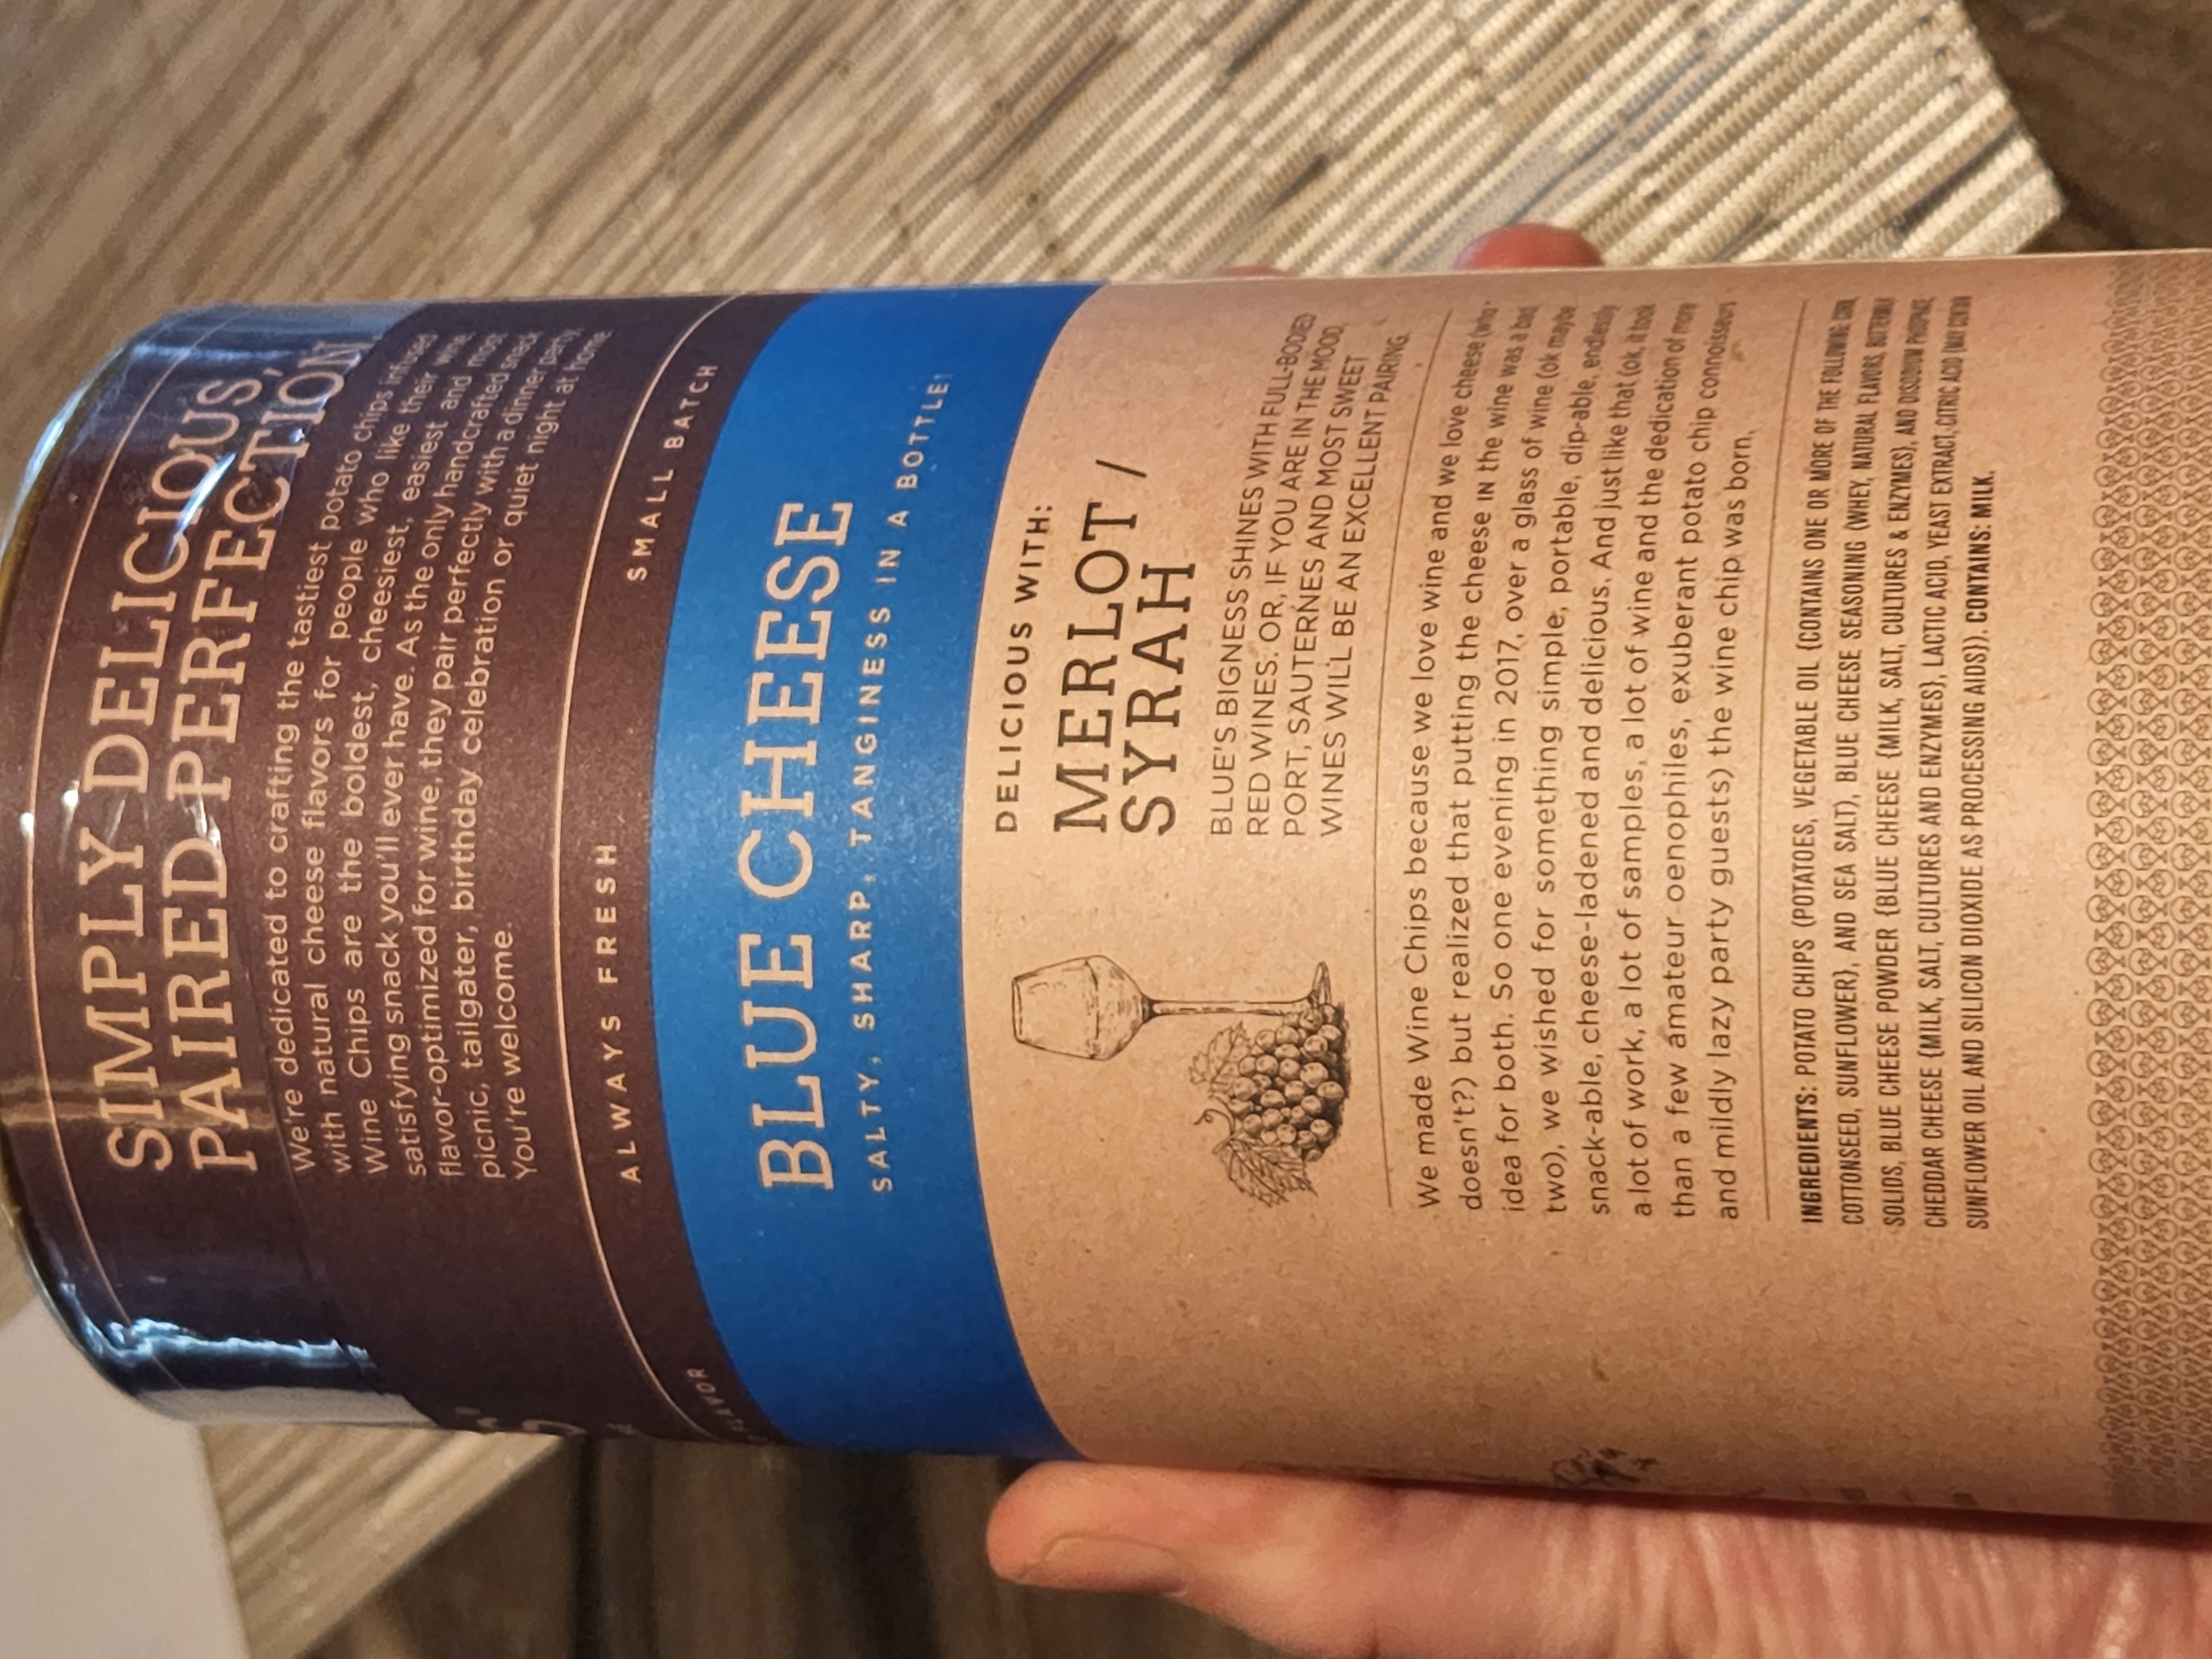 SIMPLY DELICIOUS,
PAIRED PERFECTION
We're dedicated to crafting the tastiest potato chips infused
with natural cheese flavors for people who like their wine
Wine Chips are the boldest, cheesiest, easiest and most
satisfying snack you'll ever have. As the only handcrafted snack
flavor-optimized for wine, they pair perfectly with a dinner party,
picnic, tailgater, birthday celebration or quiet night at home
You're welcome.
ALWAYS FRESH
SMALL BATCH
FLAVOR
BLUE CHEESE
SALTY, SHARP, TANGINESS IN A BOTTLE!
DELICIOUS WITH:
MERLOT /
SYRAH
BLUE'S BIGNESS SHINES WITH FULL-BODIED
RED WINES. OR, IF YOU ARE IN THE MOOD,
PORT, SAUTERNES AND MOST SWEET
WINES WILL BE AN EXCELLENT PAIRING.
We made Wine Chips because we love wine and we love cheese (who-
doesn't?) but realized that putting the cheese IN the wine was a bad
idea for both. So one evening in 2017, over a glass of wine (ok maybe
two), we wished for something simple, portable, dip-able, endlessly
snack-able, cheese-ladened and delicious. And just like that (ok, it took
a lot of work, a lot of samples, a lot of wine and the dedication of more
than a few amateur oenophiles, exuberant potato chip connoisseurs
and mildly lazy party guests) the wine chip was born.
INGREDIENTS: POTATO CHIPS (POTATOES, VEGETABLE OIL {CONTAINS ONE OR MORE OF THE FOLLOWING: CORN,
COTTONSEED, SUNFLOWER}, AND SEA SALT), BLUE CHEESE SEASONING (WHEY, NATURAL FLAVORS, BUTTERMILK
SOLIDS, BLUE CHEESE POWDER {BLUE CHEESE {MILK, SALT, CULTURES & ENZYMES}, AND DISODIUM PHOSPHATE,
CHEDDAR CHEESE {MILK, SALT, CULTURES AND ENZYMES}, LACTIC ACID, YEAST EXTRACT, CITRIC ACID {MAY CONTAIN
SUNFLOWER OIL AND SILICON DIOXIDE AS PROCESSING AIDS}). CONTAINS: MILK.